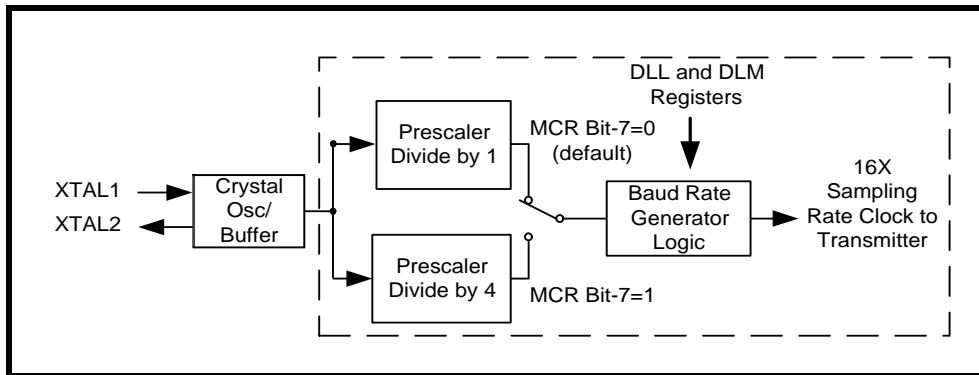 XTAL1
XTAL2
Crystal
Osc/
Buffer
Prescaler
Divide by 1
Prescaler
Divide by 4
MCR Bit-7=0
(default)
MCR Bit-7=1
DLL and DLM
Registers
Baud Rate
Generator
Logic
16X
Sampling
Rate Clock to
Transmitter